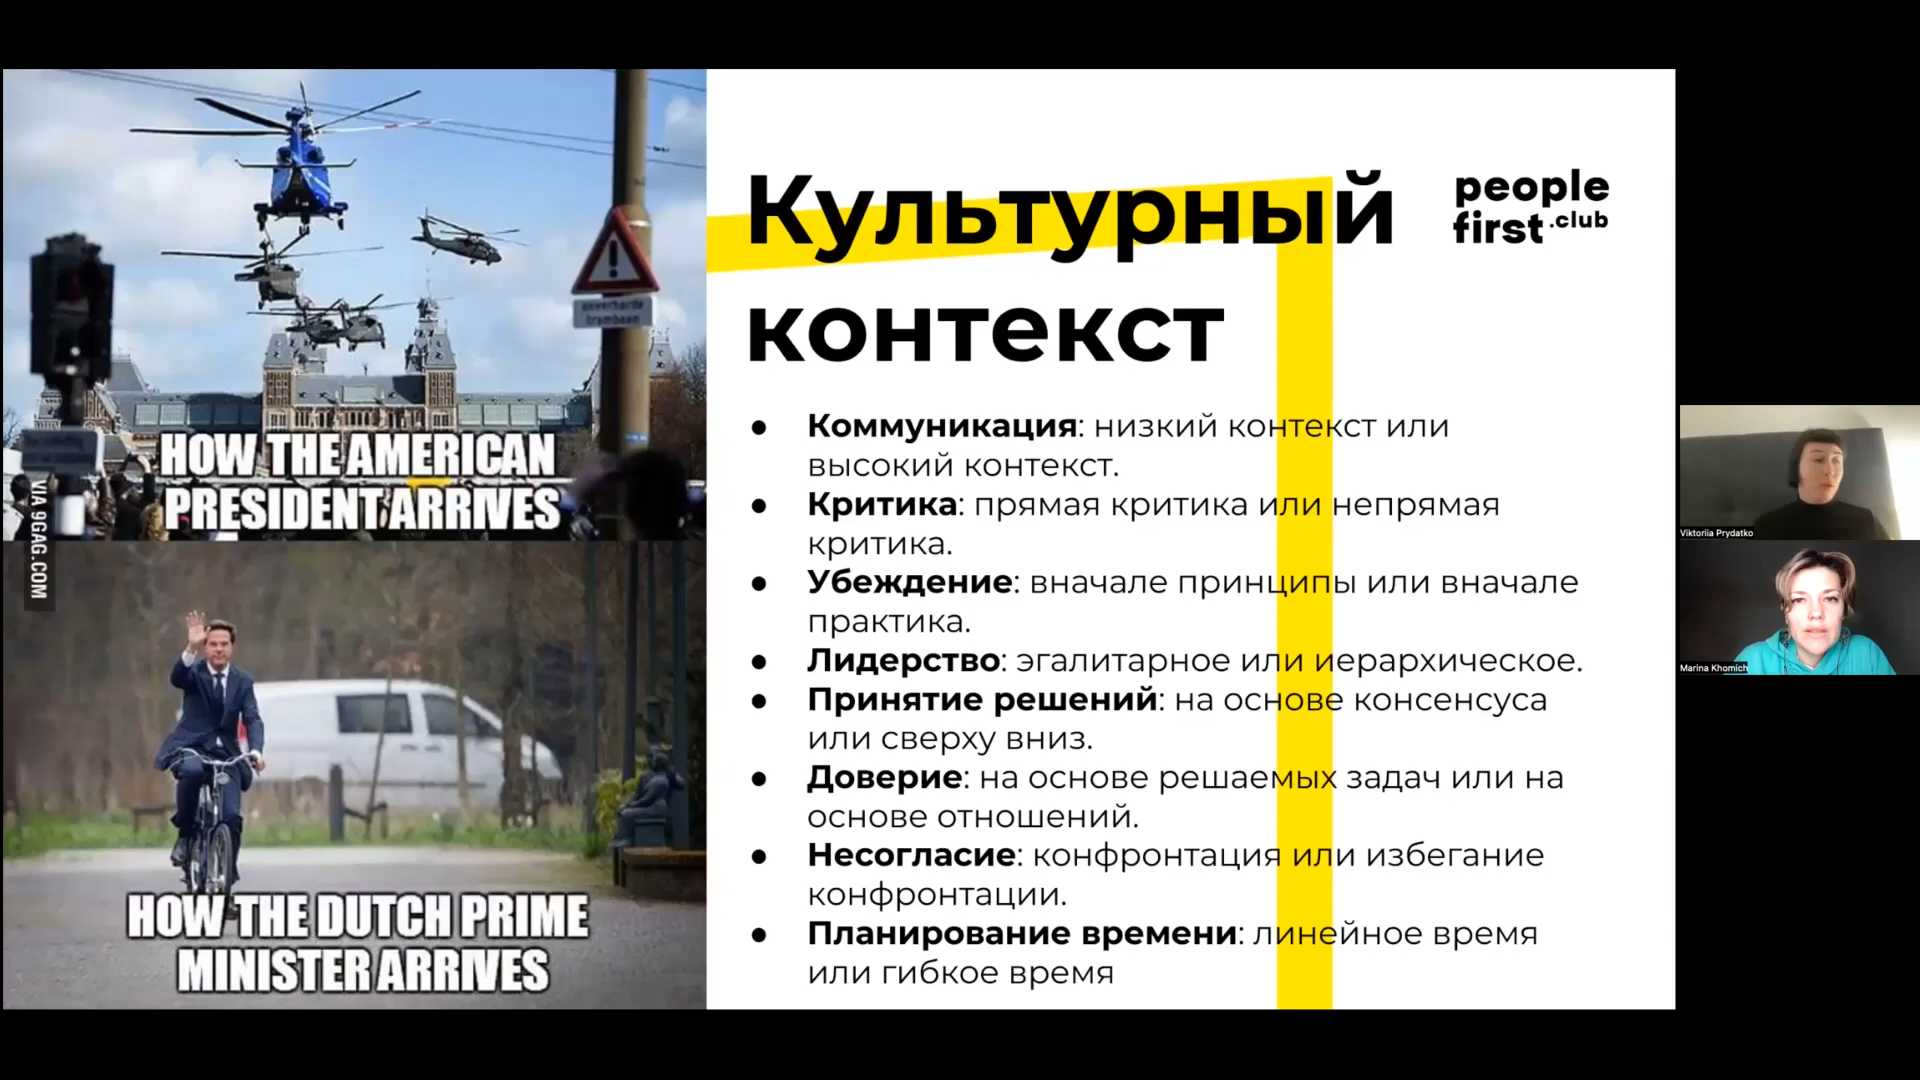 HOW THE AMERICAN
PRESIDENT ARRIVES
VIA 9GAG.COM
HOW THE DUTCH PRIME
MINISTER ARRIVES
Культурный
контекст
people
first.club
● Коммуникация: низкий контекст или
высокий контекст.
● Критика: прямая критика или непрямая
критика.
● Убеждение: вначале принципы или вначале
практика.
● Лидерство: эгалитарное или иерархическое.
● Принятие решений: на основе консенсуса
или сверху вниз.
● Доверие: на основе решаемых задач или на
основе отношений.
● Несогласие: конфронтация или избегание
конфронтации.
● Планирование времени: линейное время
или гибкое время
Viktoriia Prydatko
Marina Khomich